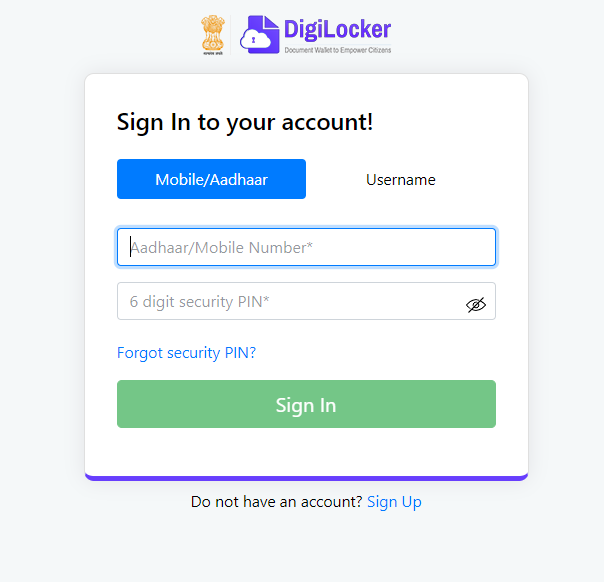 DigiLocker
Document Wallet to Empower Citizens
Sign In to your account!
Mobile/Aadhaar Username
Aadhaar/Mobile Number*
6 digit security PIN*
Forgot security PIN?
Sign In
Do not have an account? Sign Up